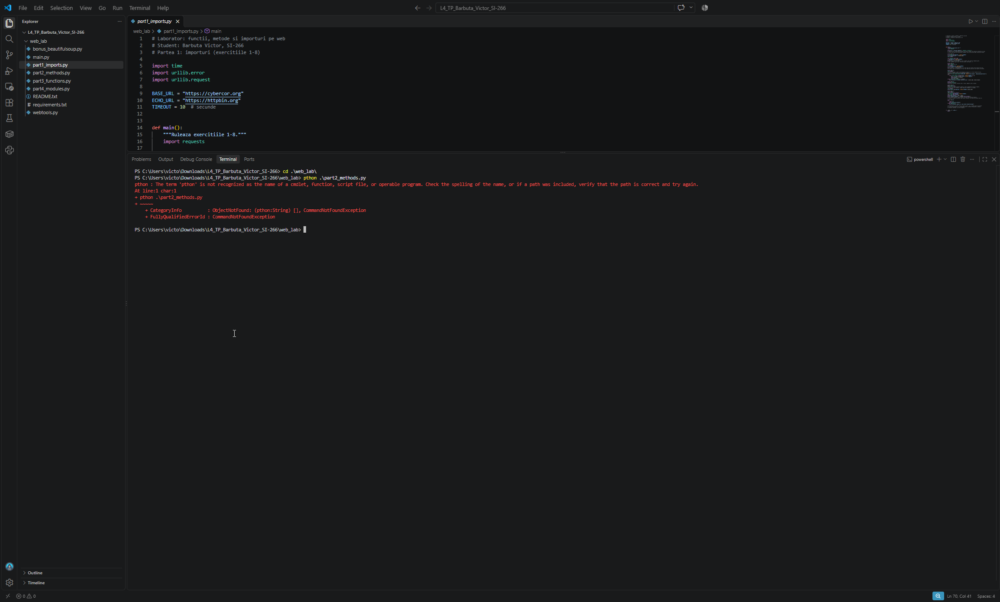 File Edit Selection View Go Run Terminal Help
L4_TP_Barbuta_Victor_SI-266
Explorer
L4_TP_Barbuta_Victor_SI-266
web_lab
bonus_beautifulsoup.py
main.py
part1_imports.py
part2_methods.py
part3_functions.py
part4_modules.py
README.txt
requirements.txt
webtools.py
Outline
Timeline
part1_imports.py
web_lab > part1_imports.py > main
1 # Laborator: functii, metode si importuri pe web
2 # Student: Barbuta Victor, SI-266
3 # Partea 1: importuri (exercitiile 1-8)
4
5 import time
6 import urllib.error
7 import urllib.request
8
9 BASE_URL = "https://cybercor.org"
10 ECHO_URL = "https://httpbin.org"
11 TIMEOUT = 10  # secunde
12
13
14 def main():
15     """Ruleaza exercitiile 1-8."""
16     import requests
17
Problems Output Debug Console Terminal Ports
powershell
PS C:\Users\victo\Downloads\L4_TP_Barbuta_Victor_SI-266> cd .\web_lab\
PS C:\Users\victo\Downloads\L4_TP_Barbuta_Victor_SI-266\web_lab> pthon .\part2_methods.py
pthon : The term 'pthon' is not recognized as the name of a cmdlet, function, script file, or operable program. Check the spelling of the name, or if a path was included, verify that the path is correct and try again.
At line:1 char:1
+ pthon .\part2_methods.py
+ ~~~~~
    + CategoryInfo          : ObjectNotFound: (pthon:String) [], CommandNotFoundException
    + FullyQualifiedErrorId : CommandNotFoundException
PS C:\Users\victo\Downloads\L4_TP_Barbuta_Victor_SI-266\web_lab>
0 0
Ln 70, Col 41 Spaces: 4